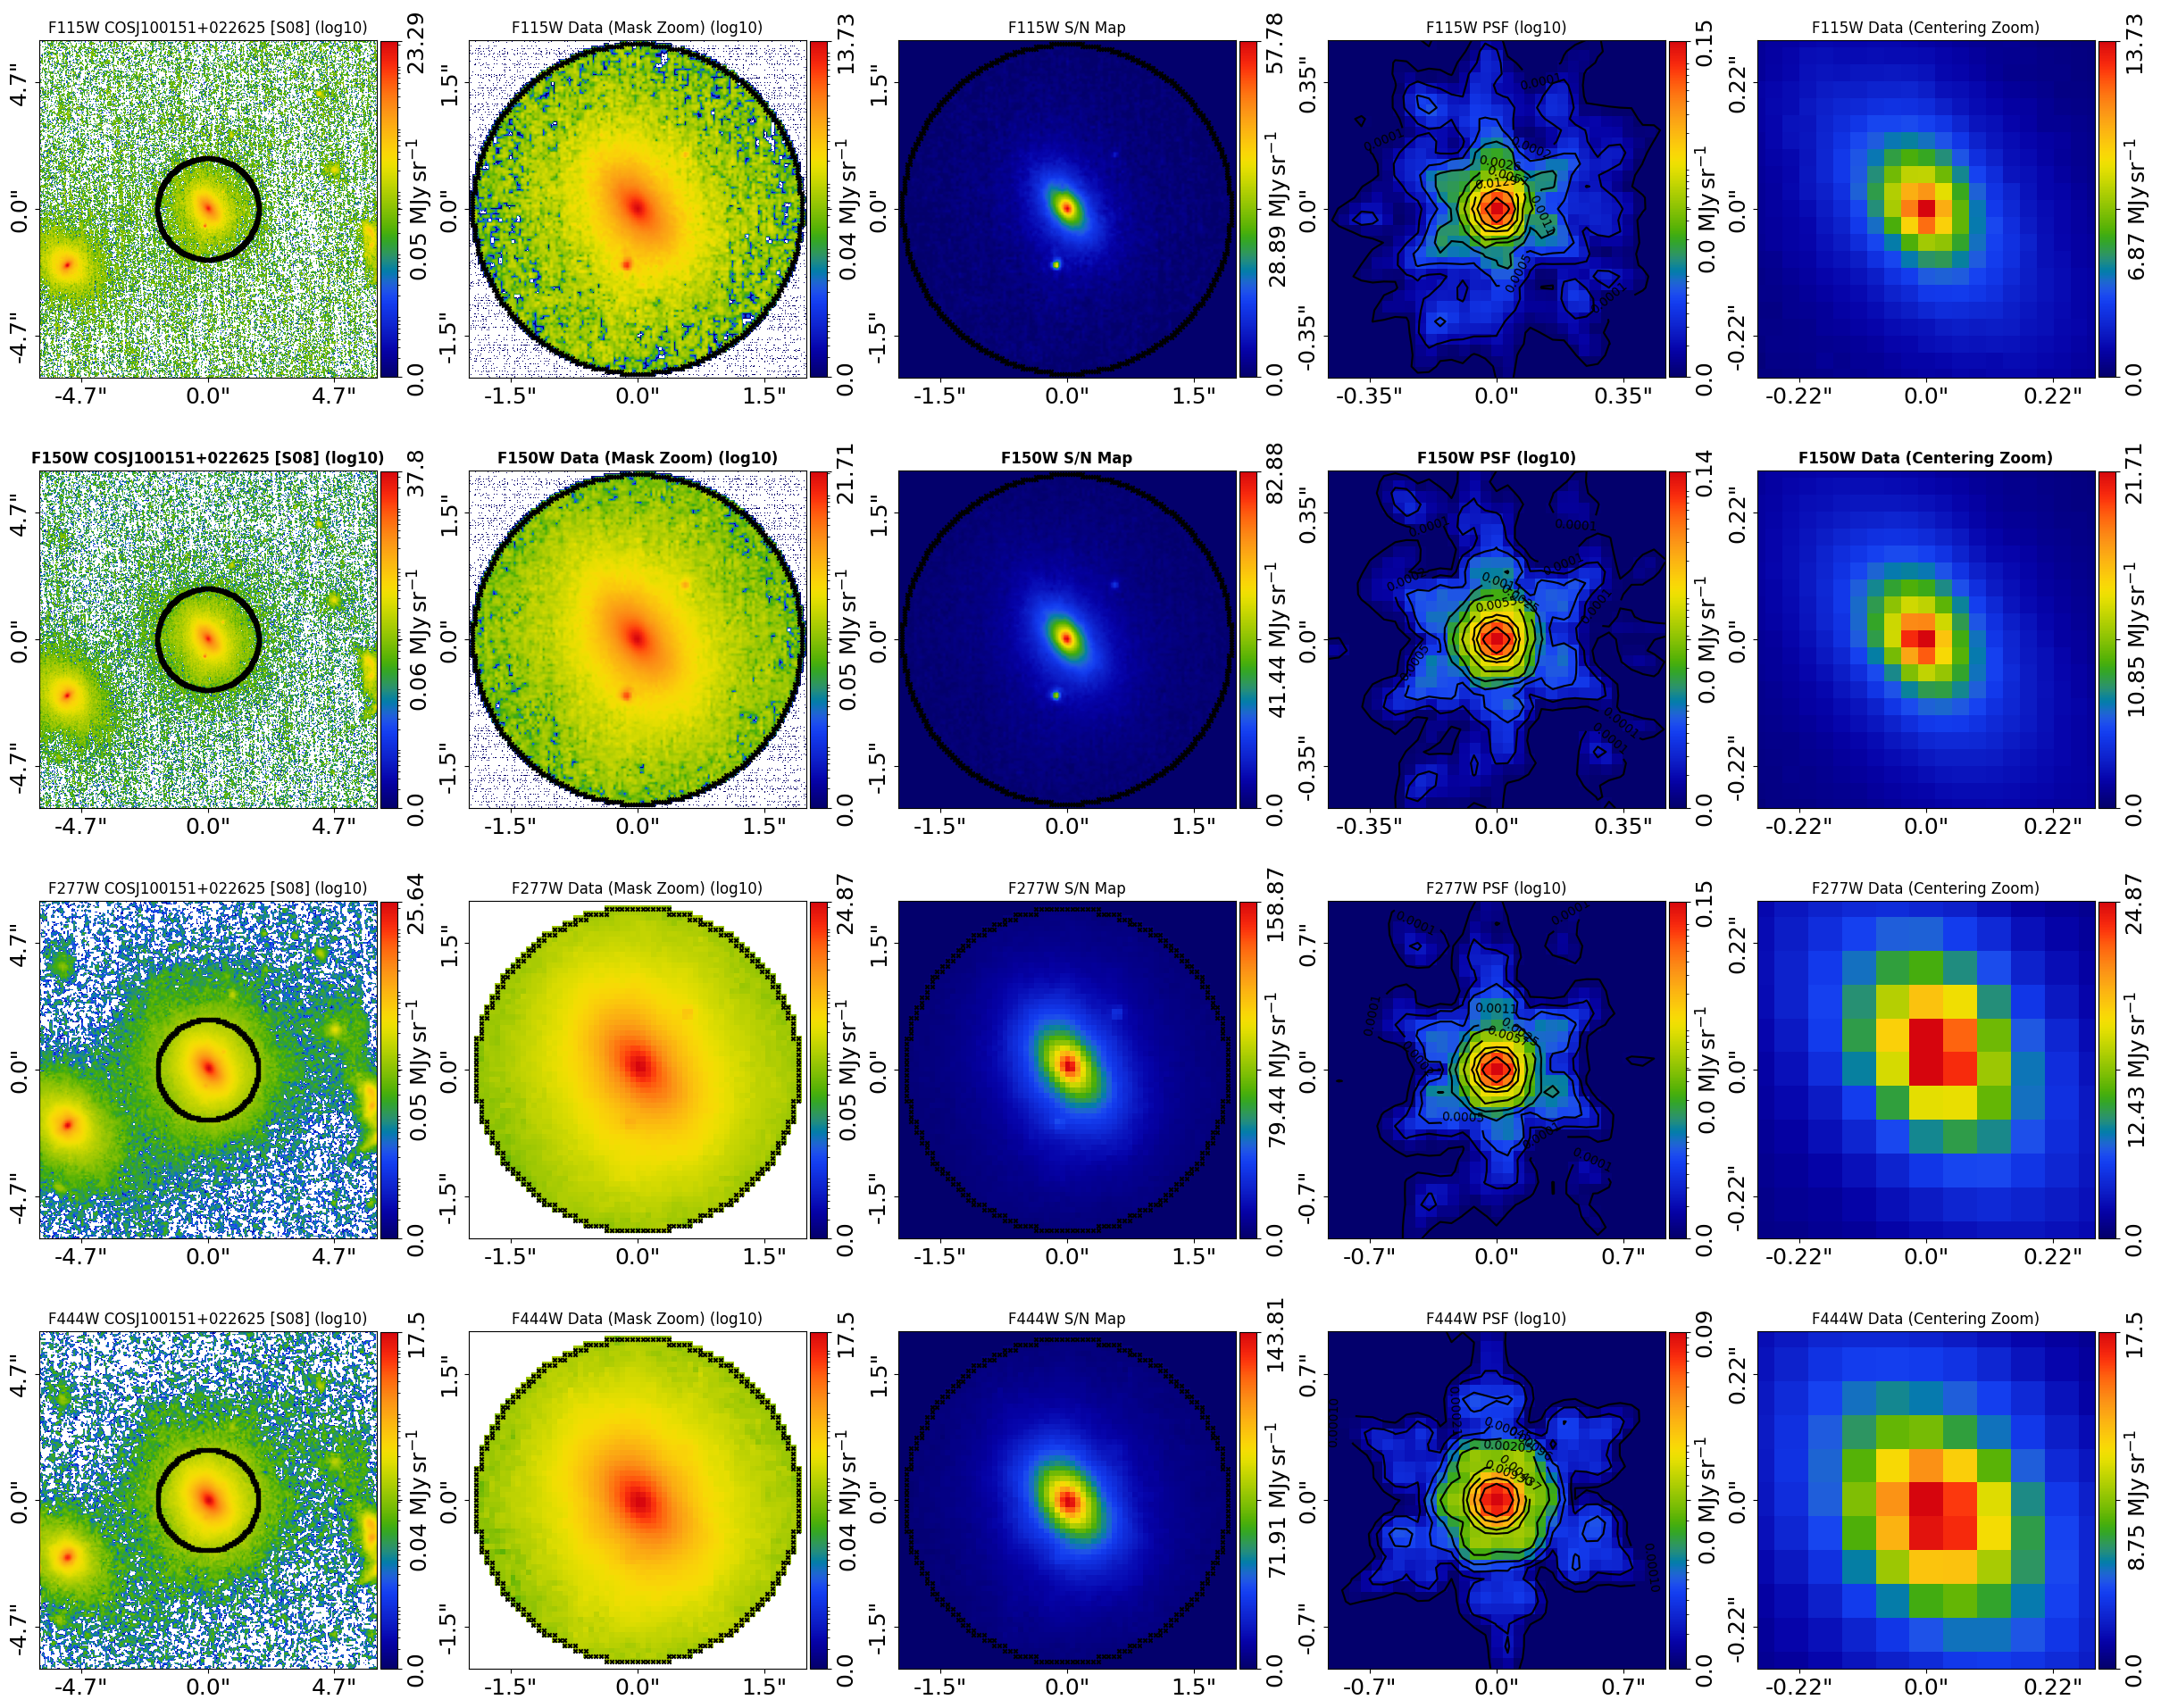 F115W COSJ100151+022625 [S08] (log10)
4.7" 0.0" -4.7"
-4.7" 0.0" 4.7"
23.29 0.05 MJy sr−1 0.0
F115W Data (Mask Zoom) (log10)
1.5" 0.0" -1.5"
-1.5" 0.0" 1.5"
13.73 0.04 MJy sr−1 0.0
F115W S/N Map
1.5" 0.0" -1.5"
-1.5" 0.0" 1.5"
57.78 28.89 MJy sr−1 0.0
F115W PSF (log10)
0.35" 0.0" -0.35"
-0.35" 0.0" 0.35"
0.15 0.0 MJy sr−1 0.0
F115W Data (Centering Zoom)
0.22" 0.0" -0.22"
-0.22" 0.0" 0.22"
13.73 6.87 MJy sr−1 0.0
F150W COSJ100151+022625 [S08] (log10)
4.7" 0.0" -4.7"
-4.7" 0.0" 4.7"
37.8 0.06 MJy sr−1 0.0
F150W Data (Mask Zoom) (log10)
1.5" 0.0" -1.5"
-1.5" 0.0" 1.5"
21.71 0.05 MJy sr−1 0.0
F150W S/N Map
1.5" 0.0" -1.5"
-1.5" 0.0" 1.5"
82.88 41.44 MJy sr−1 0.0
F150W PSF (log10)
0.35" 0.0" -0.35"
-0.35" 0.0" 0.35"
0.14 0.0 MJy sr−1 0.0
F150W Data (Centering Zoom)
0.22" 0.0" -0.22"
-0.22" 0.0" 0.22"
21.71 10.85 MJy sr−1 0.0
F277W COSJ100151+022625 [S08] (log10)
4.7" 0.0" -4.7"
-4.7" 0.0" 4.7"
25.64 0.05 MJy sr−1 0.0
F277W Data (Mask Zoom) (log10)
1.5" 0.0" -1.5"
-1.5" 0.0" 1.5"
24.87 0.05 MJy sr−1 0.0
F277W S/N Map
1.5" 0.0" -1.5"
-1.5" 0.0" 1.5"
158.87 79.44 MJy sr−1 0.0
F277W PSF (log10)
0.7" 0.0" -0.7"
-0.7" 0.0" 0.7"
0.15 0.0 MJy sr−1 0.0
F277W Data (Centering Zoom)
0.22" 0.0" -0.22"
-0.22" 0.0" 0.22"
24.87 12.43 MJy sr−1 0.0
F444W COSJ100151+022625 [S08] (log10)
4.7" 0.0" -4.7"
-4.7" 0.0" 4.7"
17.5 0.04 MJy sr−1 0.0
F444W Data (Mask Zoom) (log10)
1.5" 0.0" -1.5"
-1.5" 0.0" 1.5"
17.5 0.04 MJy sr−1 0.0
F444W S/N Map
1.5" 0.0" -1.5"
-1.5" 0.0" 1.5"
143.81 71.91 MJy sr−1 0.0
F444W PSF (log10)
0.7" 0.0" -0.7"
-0.7" 0.0" 0.7"
0.09 0.0 MJy sr−1 0.0
F444W Data (Centering Zoom)
0.22" 0.0" -0.22"
-0.22" 0.0" 0.22"
17.5 8.75 MJy sr−1 0.0